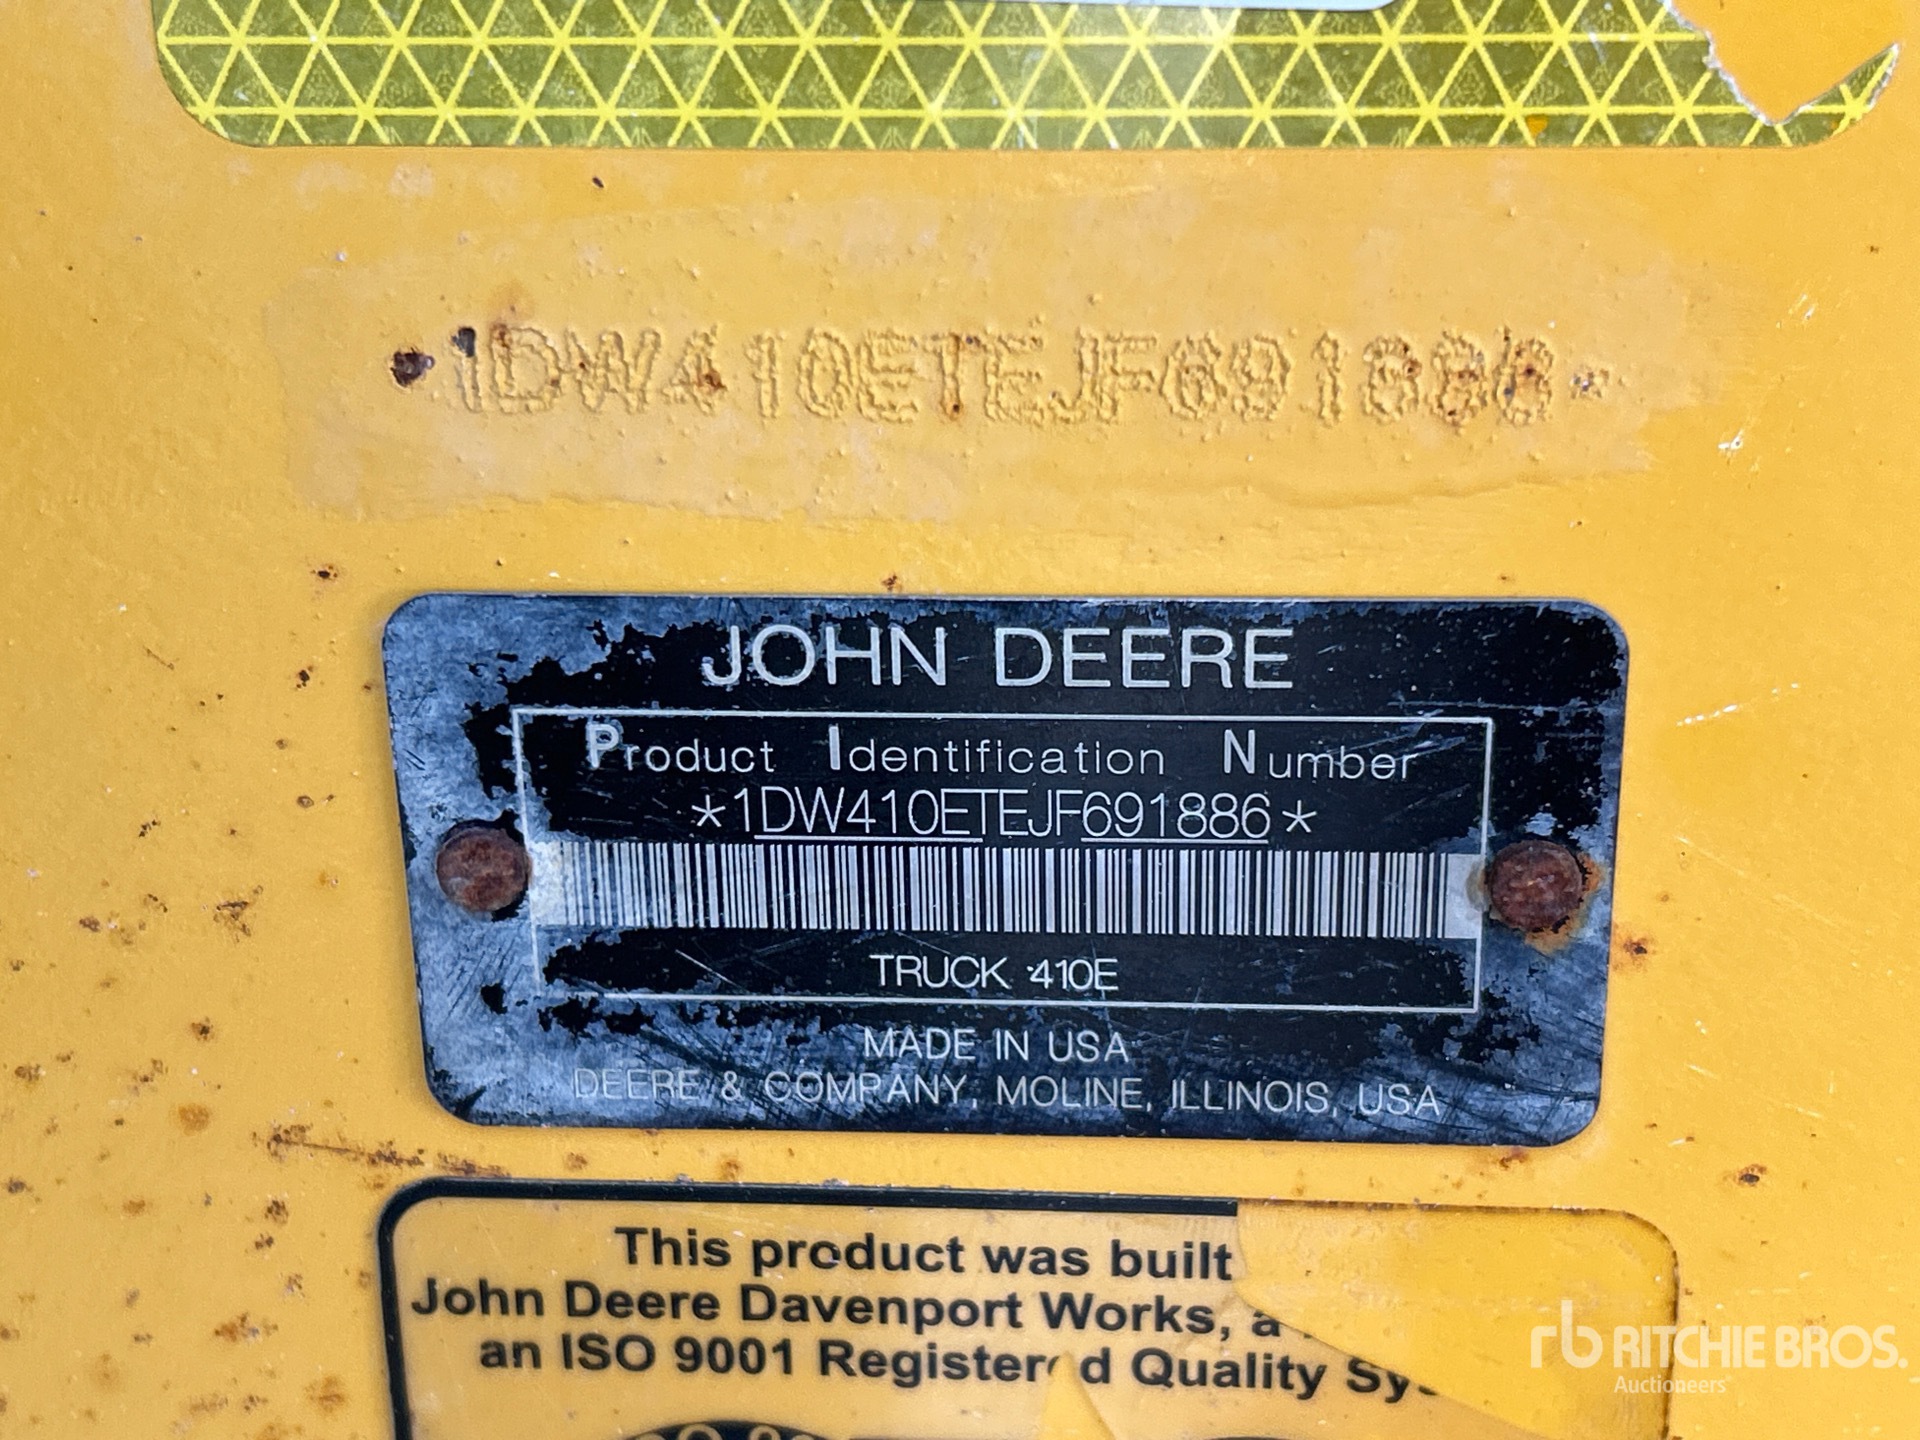 1DW410ETEJF691886
JOHN DEERE
Product Identification Number
*1DW410ETEJF691886*
TRUCK 410E
MADE IN USA
DEERE & COMPANY, MOLINE, ILLINOIS, USA
This product was built
John Deere Davenport Works, a
an ISO 9001 Registered Quality
rb RITCHIE BROS.
Auctioneers